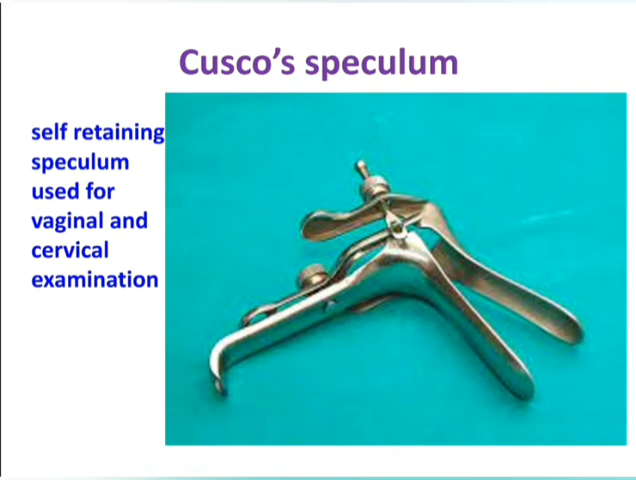 Cusco’s speculum
self retaining
speculum
used for
vaginal and
cervical
examination